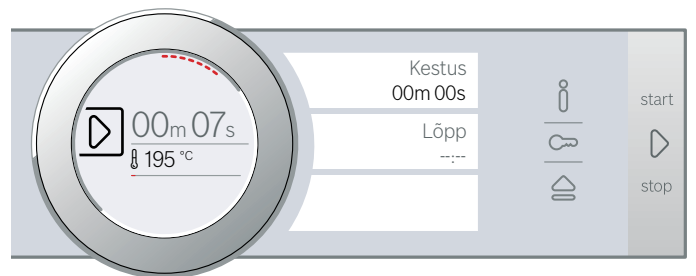 00m 07s
195 °C
Kestus
00m 00s
Lõpp
--:--
start
stop